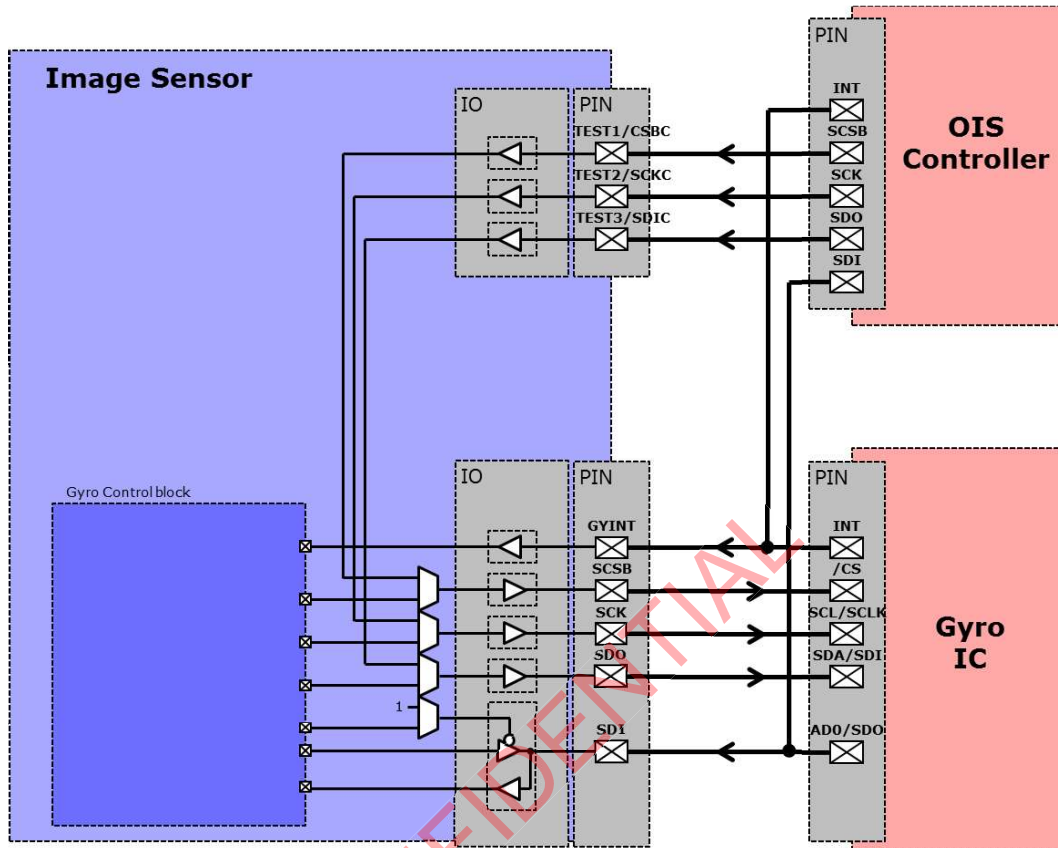 Image Sensor
IO
PIN
TEST1/CSBC
TEST2/SCKC
TEST3/SDIC
PIN
INT
SCSB
SCK
SDO
SDI
OIS
Controller
Gyro Control block
1
IO
PIN
GYINT
SCSB
SCK
SDO
SDI
PIN
INT
/CS
SCL/SCLK
SDA/SDI
AD0/SDO
Gyro
IC
FIDENTIAL